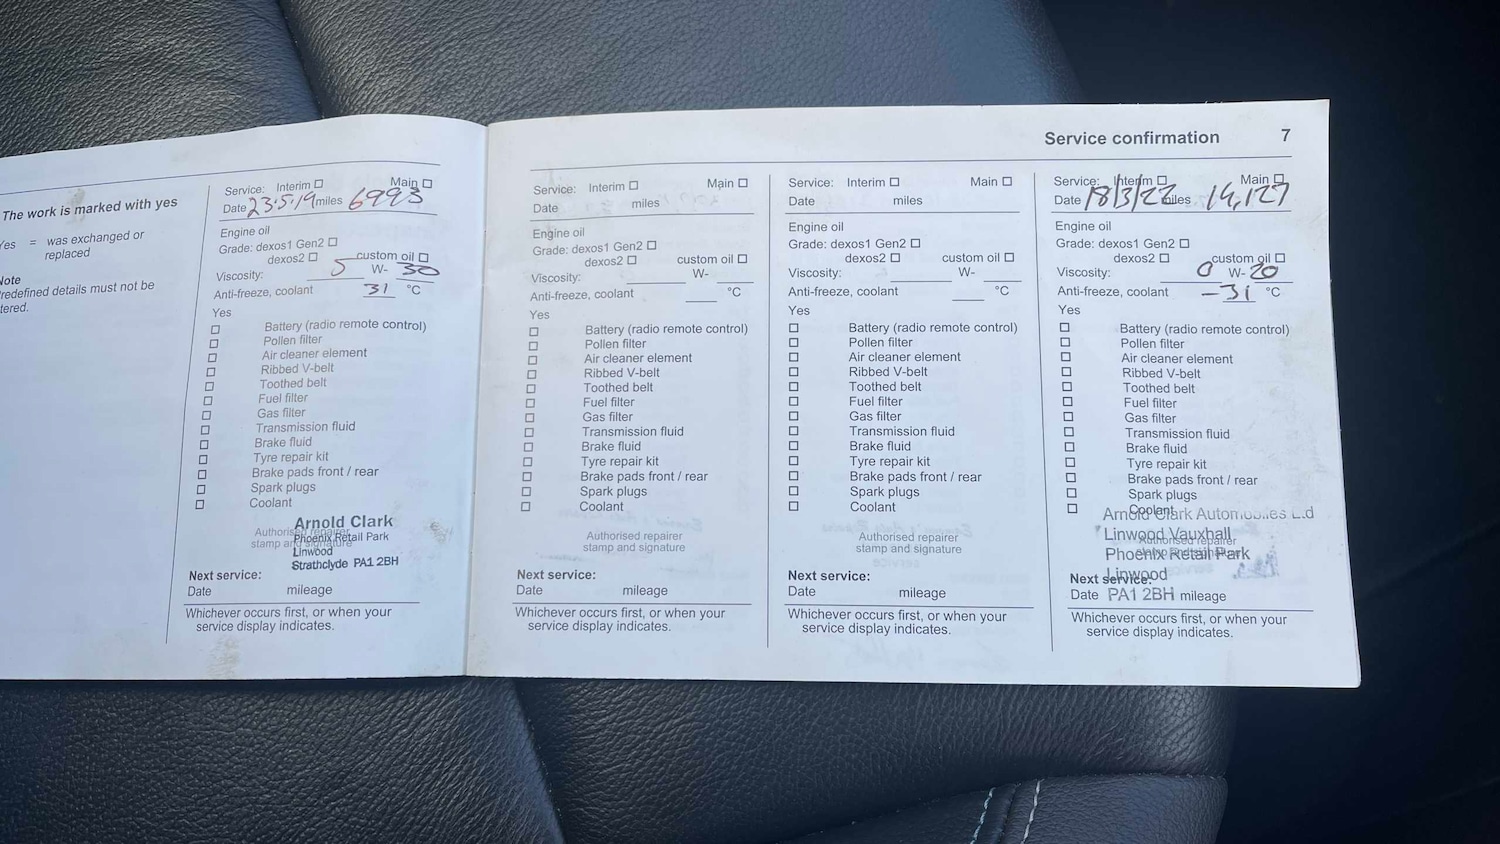 Service confirmation 7
The work is marked with yes
Yes = was exchanged or
replaced
Note
Predefined details must not be
tered.
Service: Interim ☐ Main ☐
Date 23·5·19 miles 6993
Engine oil
Grade: dexos1 Gen2 ☐
dexos2 ☐ custom oil ☐
Viscosity: 5 W- 30
Anti-freeze, coolant 31 °C
Yes
☐ Battery (radio remote control)
☐ Pollen filter
☐ Air cleaner element
☐ Ribbed V-belt
☐ Toothed belt
☐ Fuel filter
☐ Gas filter
☐ Transmission fluid
☐ Brake fluid
☐ Tyre repair kit
☐ Brake pads front / rear
☐ Spark plugs
☐ Coolant
Arnold Clark
Authorised repairer
Phoenix Retail Park
stamp and signature
Linwood
Strathclyde PA1 2BH
Next service:
Date mileage
Whichever occurs first, or when your
service display indicates.
Service: Interim ☐ Main ☐
Date miles
Engine oil
Grade: dexos1 Gen2 ☐
dexos2 ☐ custom oil ☐
Viscosity: W-
Anti-freeze, coolant °C
Yes
☐ Battery (radio remote control)
☐ Pollen filter
☐ Air cleaner element
☐ Ribbed V-belt
☐ Toothed belt
☐ Fuel filter
☐ Gas filter
☐ Transmission fluid
☐ Brake fluid
☐ Tyre repair kit
☐ Brake pads front / rear
☐ Spark plugs
☐ Coolant
Authorised repairer
stamp and signature
Next service:
Date mileage
Whichever occurs first, or when your
service display indicates.
Service: Interim ☐ Main ☐
Date miles
Engine oil
Grade: dexos1 Gen2 ☐
dexos2 ☐ custom oil ☐
Viscosity: W-
Anti-freeze, coolant °C
Yes
☐ Battery (radio remote control)
☐ Pollen filter
☐ Air cleaner element
☐ Ribbed V-belt
☐ Toothed belt
☐ Fuel filter
☐ Gas filter
☐ Transmission fluid
☐ Brake fluid
☐ Tyre repair kit
☐ Brake pads front / rear
☐ Spark plugs
☐ Coolant
Authorised repairer
stamp and signature
Next service:
Date mileage
Whichever occurs first, or when your
service display indicates.
Service: Interim ☐ Main ☐
Date 18/3/22 miles 14,127
Engine oil
Grade: dexos1 Gen2 ☐
dexos2 ☐ custom oil ☐
Viscosity: 0 W- 20
Anti-freeze, coolant -31 °C
Yes
☐ Battery (radio remote control)
☐ Pollen filter
☐ Air cleaner element
☐ Ribbed V-belt
☐ Toothed belt
☐ Fuel filter
☐ Gas filter
☐ Transmission fluid
☐ Brake fluid
☐ Tyre repair kit
☐ Brake pads front / rear
☐ Spark plugs
☐ Coolant
Arnold Clark Automobiles Ltd
Linwood Vauxhall
Authorised repairer
Phoenix Retail Park
Linwood
Next service:
Date PA1 2BH mileage
Whichever occurs first, or when your
service display indicates.